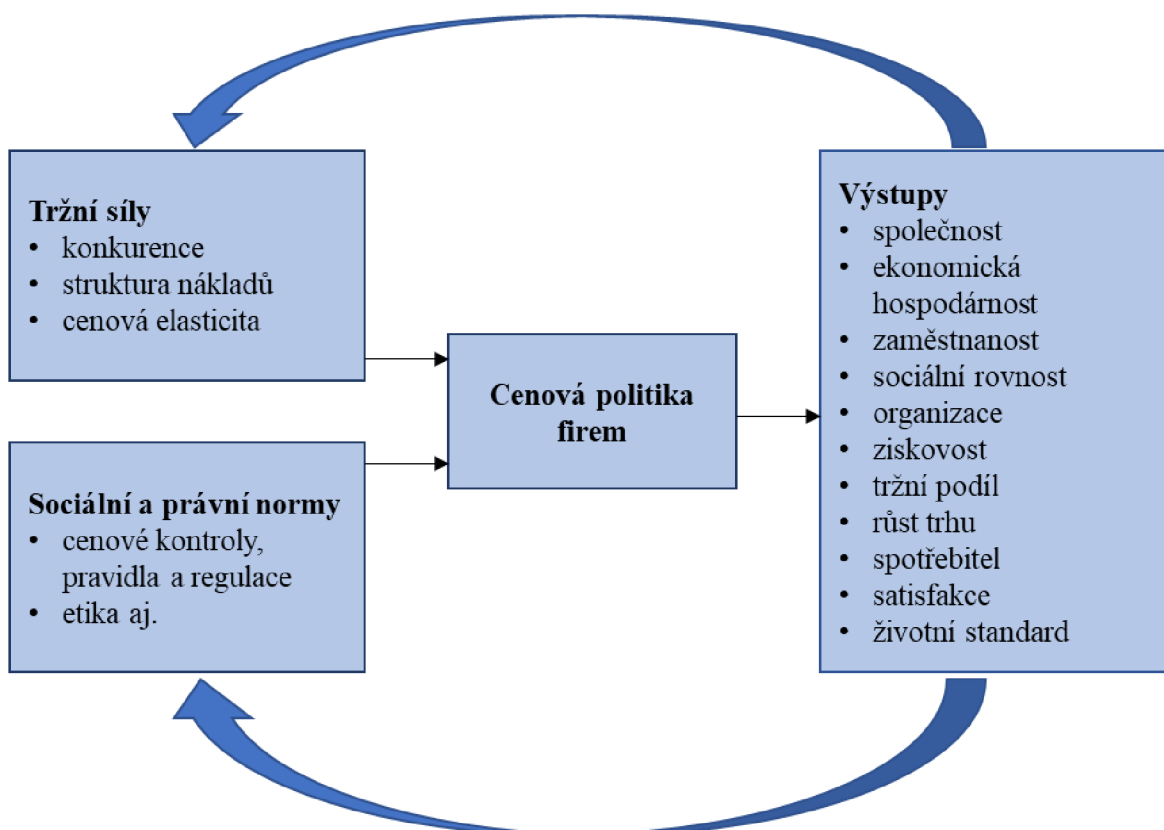 Tržní síly
• konkurence
• struktura nákladů
• cenová elasticita
Sociální a právní normy
• cenové kontroly,
pravidla a regulace
• etika aj.
Cenová politika
firem
Výstupy
• společnost
• ekonomická
hospodárnost
• zaměstnanost
• sociální rovnost
• organizace
• ziskovost
• tržní podíl
• růst trhu
• spotřebitel
• satisfakce
• životní standard